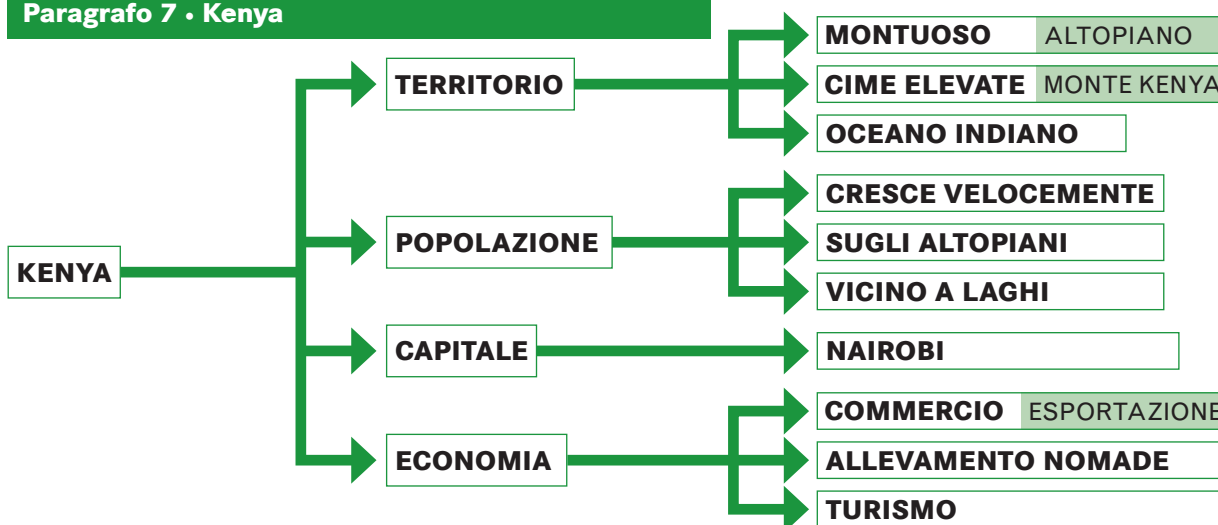 Paragrafo 7 • Kenya
KENYA
TERRITORIO
MONTUOSO ALTOPIANO
CIME ELEVATE MONTE KENYA
OCEANO INDIANO
POPOLAZIONE
CRESCE VELOCEMENTE
SUGLI ALTOPIANI
VICINO A LAGHI
CAPITALE
NAIROBI
ECONOMIA
COMMERCIO ESPORTAZIONE
ALLEVAMENTO NOMADE
TURISMO